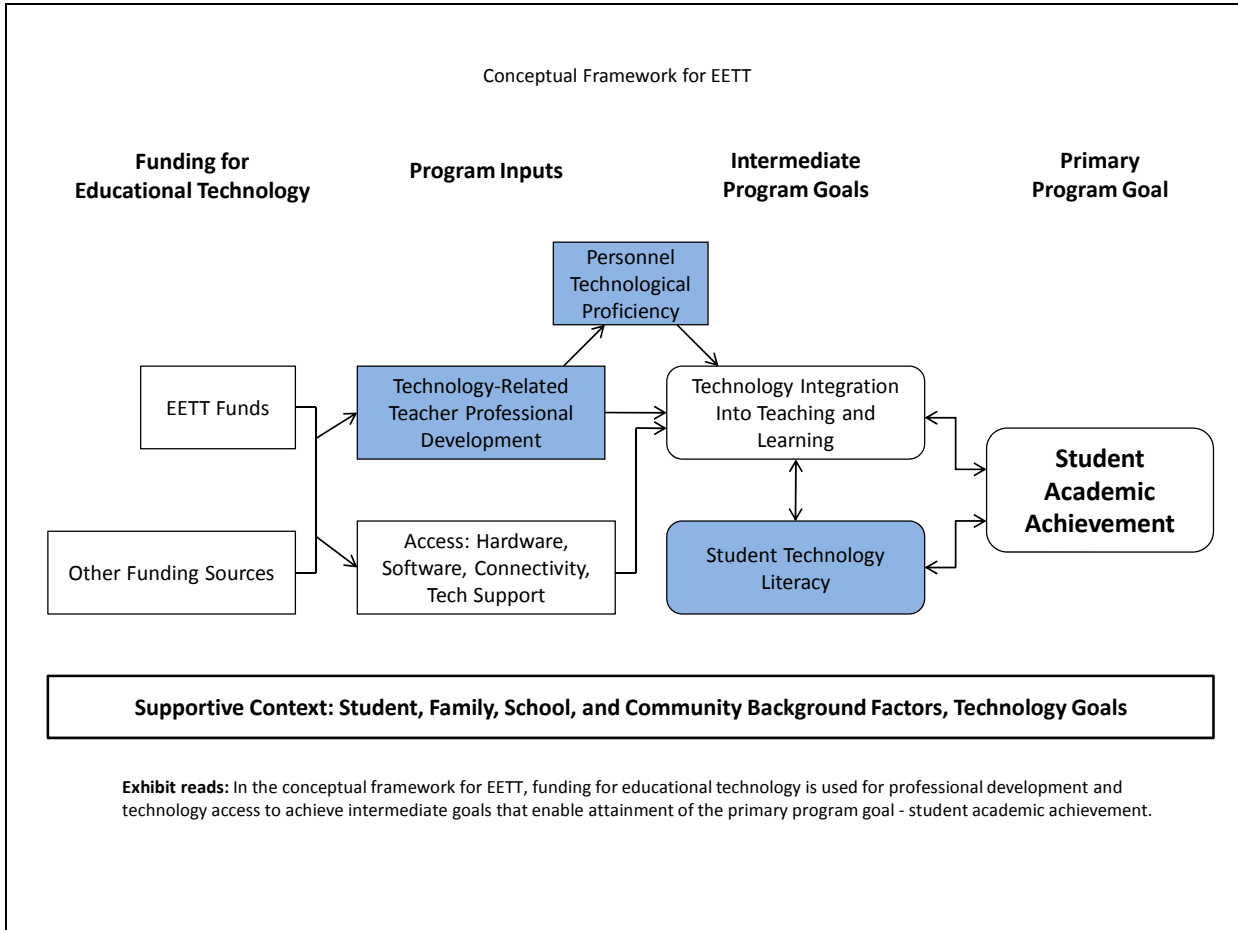 Conceptual Framework for EETT
Funding for
Educational Technology
Program Inputs
Intermediate
Program Goals
Primary
Program Goal
Personnel
Technological
Proficiency
EETT Funds
Technology-Related
Teacher Professional
Development
Technology Integration
Into Teaching and
Learning
Student
Academic
Achievement
Other Funding Sources
Access: Hardware,
Software, Connectivity,
Tech Support
Student Technology
Literacy
Supportive Context: Student, Family, School, and Community Background Factors, Technology Goals
Exhibit reads: In the conceptual framework for EETT, funding for educational technology is used for professional development and
technology access to achieve intermediate goals that enable attainment of the primary program goal - student academic achievement.